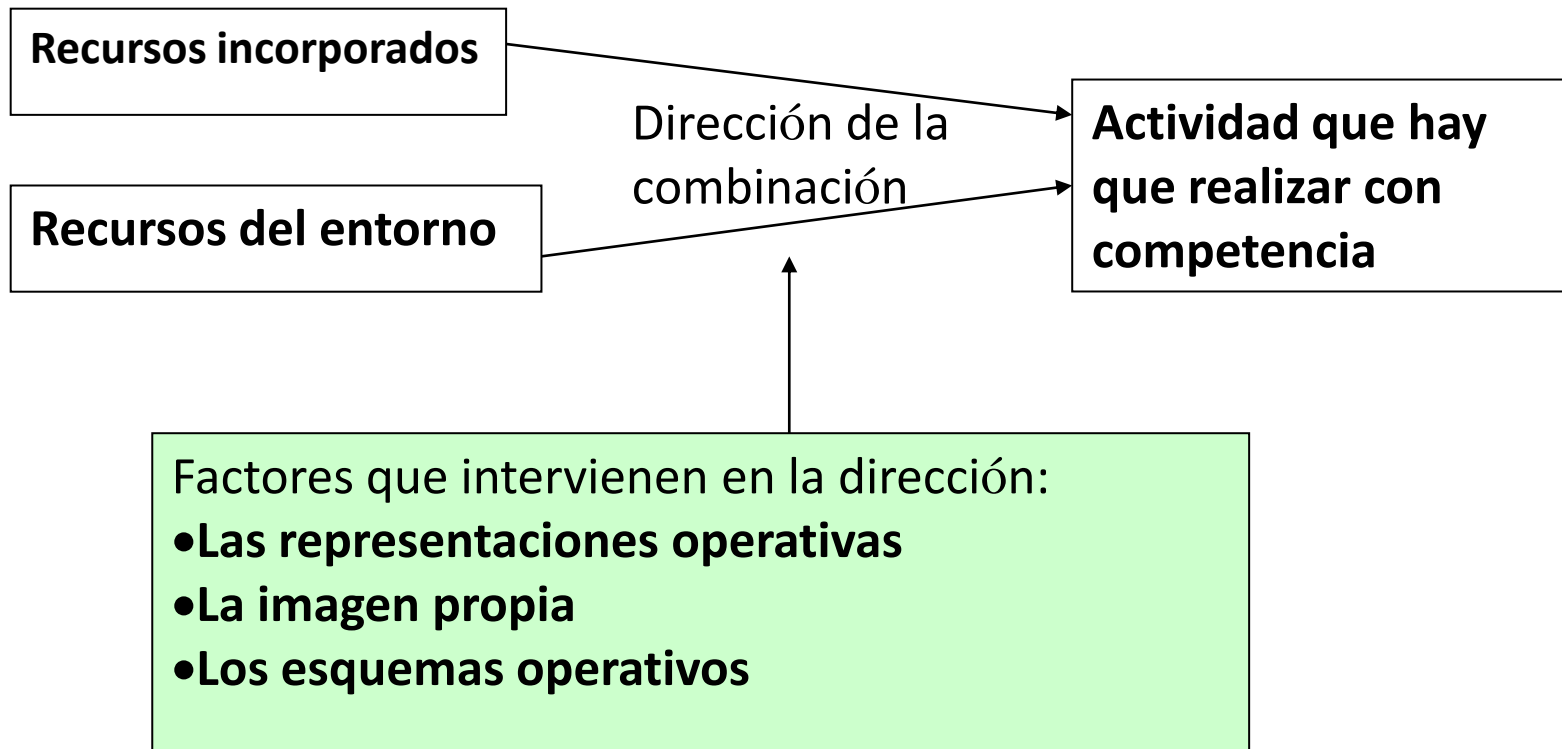 Recursos incorporados
Recursos del entorno
Dirección de la
combinación
Actividad que hay
que realizar con
competencia
Factores que intervienen en la dirección:
•Las representaciones operativas
•La imagen propia
•Los esquemas operativos